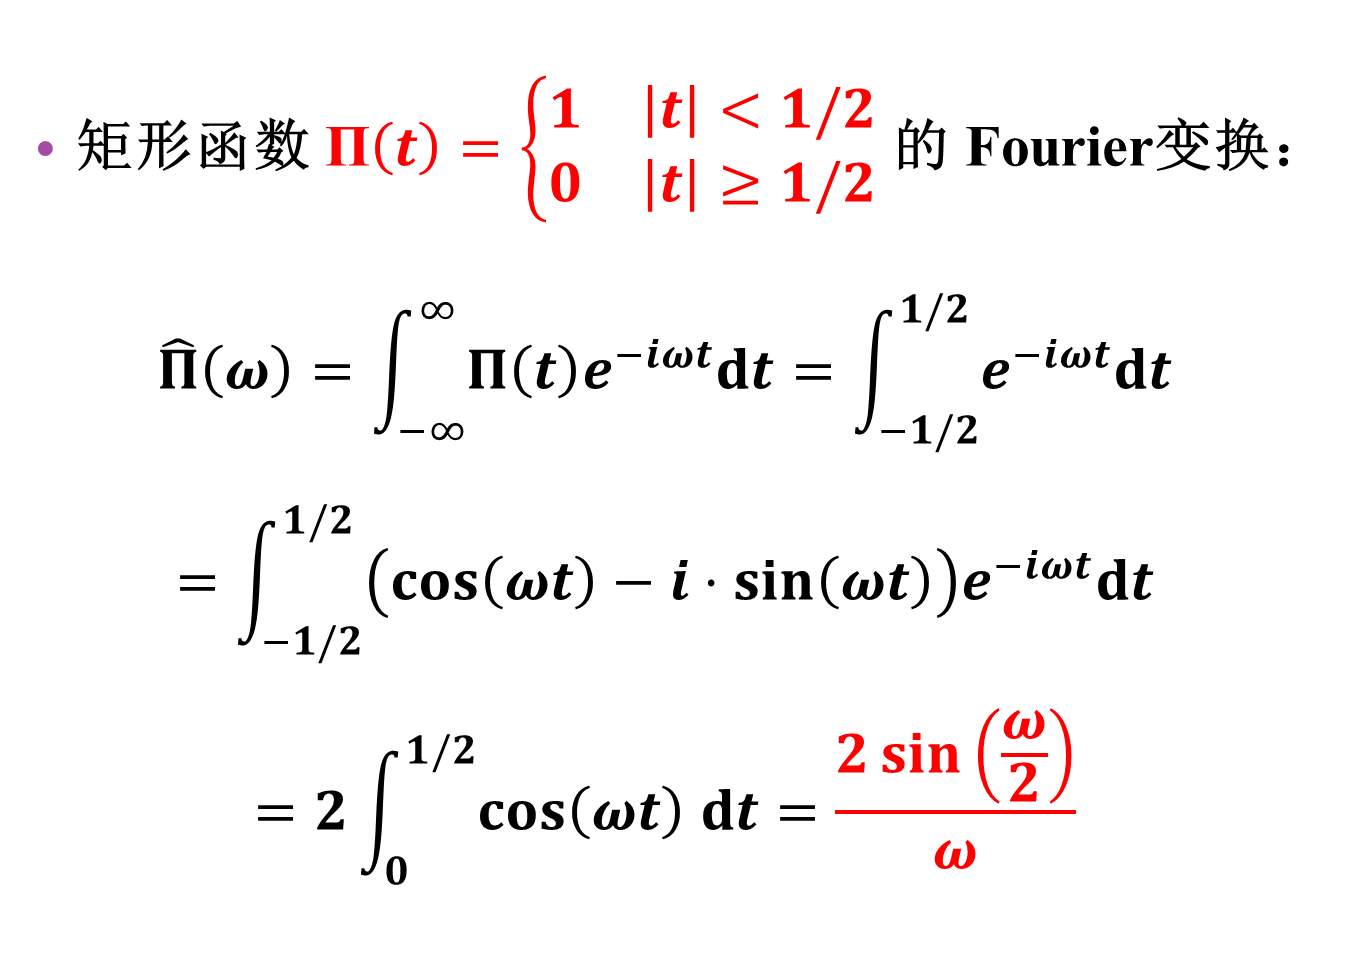 • 矩形函数 Π(t) = {1 |t| < 1/2; 0 |t| ≥ 1/2 的 Fourier变换：
Π̂(ω) = ∫_{−∞}^{∞} Π(t)e^{−iωt}dt = ∫_{−1/2}^{1/2} e^{−iωt}dt
= ∫_{−1/2}^{1/2} (cos(ωt) − i · sin(ωt))e^{−iωt}dt
= 2 ∫_{0}^{1/2} cos(ωt) dt = \frac{2 sin(\frac{ω}{2})}{ω}